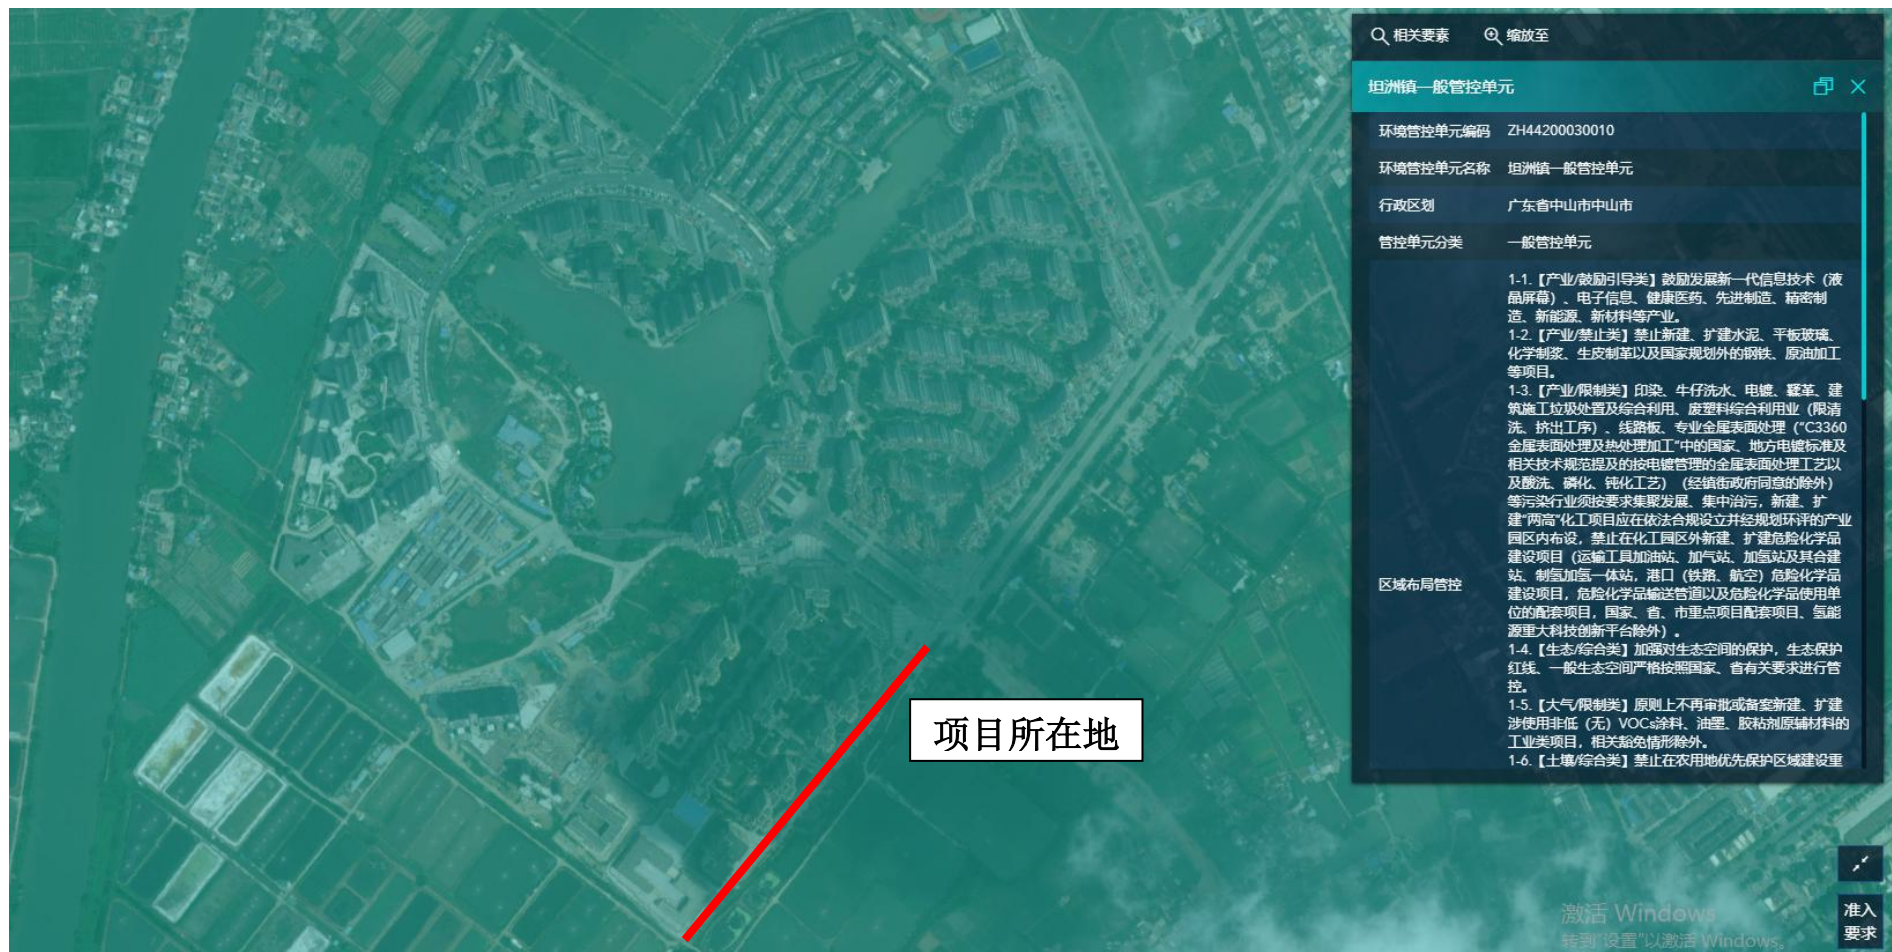 相关要素 缩放至
坦洲镇一般管控单元
环境管控单元编码 ZH44200030010
环境管控单元名称 坦洲镇一般管控单元
行政区划 广东省中山市中山市
管控单元分类 一般管控单元
区域布局管控
1-1.【产业/鼓励引导类】鼓励发展新一代信息技术（液
晶屏幕）、电子信息、健康医药、先进制造、精密制
造、新能源、新材料等产业。
1-2.【产业/禁止类】禁止新建、扩建水泥、平板玻璃、
化学制浆、生皮制革以及国家规划外的钢铁、原油加工
等项目。
1-3.【产业/限制类】印染、牛仔洗水、电镀、鞣革、建
筑施工垃圾处置及综合利用、废塑料综合利用业（限清
洗、挤出工序）、线路板、专业金属表面处理（“C3360
金属表面处理及热处理加工”中的国家、地方电镀标准及
相关技术规范提及的按电镀管理的金属表面处理工艺以
及酸洗、磷化、钝化工艺）（经镇街政府同意的除外）
等污染行业须按要求集聚发展、集中治污，新建、扩
建“两高”化工项目应在依法合规设立并经规划环评的产业
园区内布设，禁止在化工园区外新建、扩建危险化学品
建设项目（运输工具加油站、加气站、加氢站及其合建
站、制氢加氢一体站，港口（铁路、航空）危险化学品
建设项目，危险化学品输送管道以及危险化学品使用单
位的配套项目，国家、省、市重点项目配套项目、氢能
源重大科技创新平台除外）。
1-4.【生态/综合类】加强对生态空间的保护，生态保护
红线、一般生态空间严格按照国家、省有关要求进行管
控。
1-5.【大气/限制类】原则上不再审批或备案新建、扩建
涉使用非低（无）VOCs涂料、油墨、胶粘剂原辅材料的
工业类项目，相关豁免情形除外。
1-6.【土壤/综合类】禁止在农用地优先保护区域建设重
项目所在地
激活 Windows
转到“设置”以激活 Windows。
准入
要求